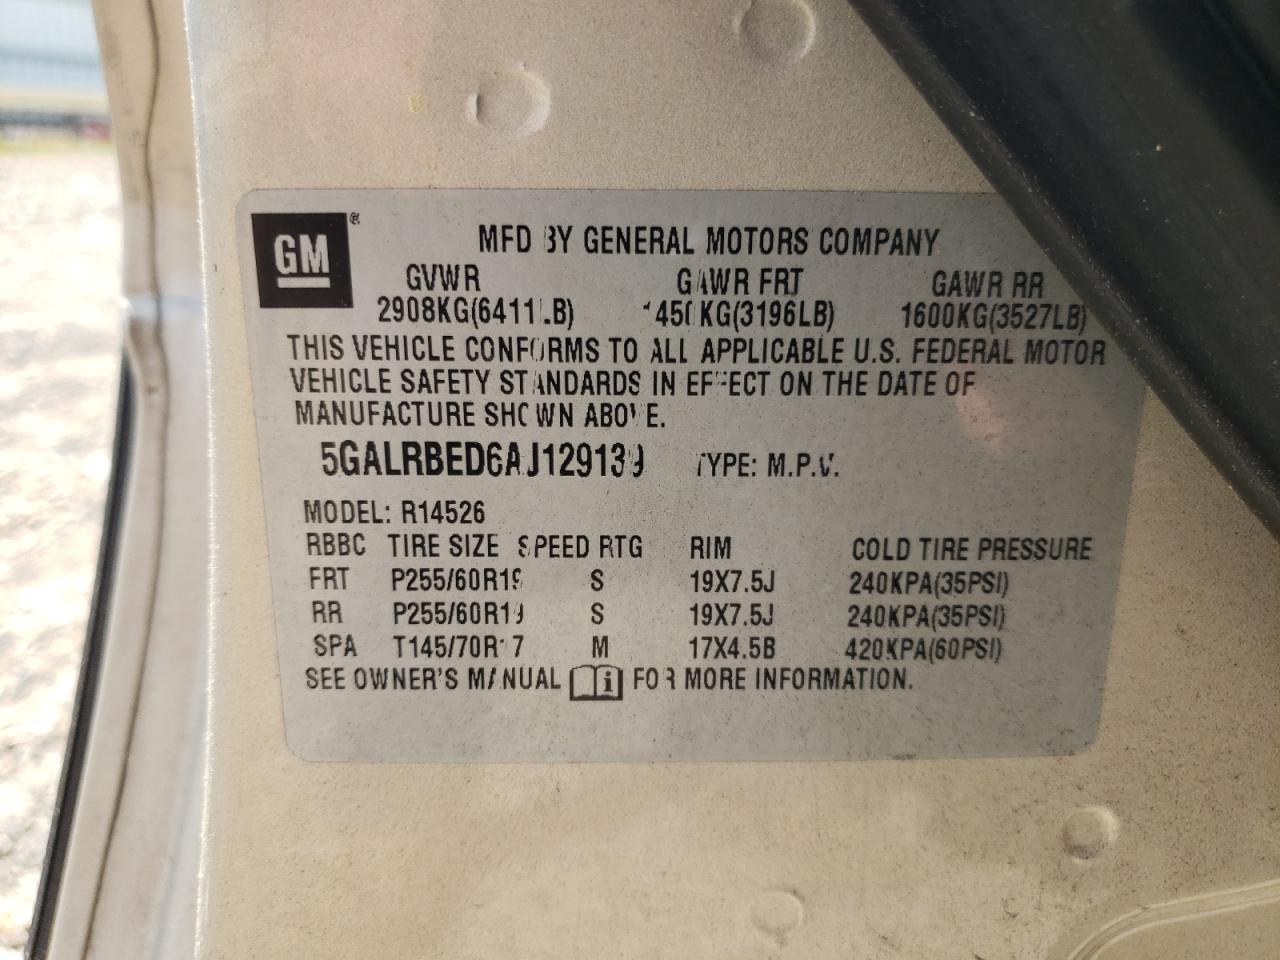 GM ®
MFD BY GENERAL MOTORS COMPANY
GVWR GAWR FRT GAWR RR
2908KG(6411LB) 1450KG(3196LB) 1600KG(3527LB)
THIS VEHICLE CONFORMS TO ALL APPLICABLE U.S. FEDERAL MOTOR
VEHICLE SAFETY STANDARDS IN EFFECT ON THE DATE OF
MANUFACTURE SHOWN ABOVE.
5GALRBED6AJ129139 TYPE: M.P.V.
MODEL: R14526
RBBC TIRE SIZE SPEED RTG RIM COLD TIRE PRESSURE
FRT P255/60R19 S 19X7.5J 240KPA(35PSI)
RR P255/60R19 S 19X7.5J 240KPA(35PSI)
SPA T145/70R17 M 17X4.5B 420KPA(60PSI)
SEE OWNER'S MANUAL i FOR MORE INFORMATION.